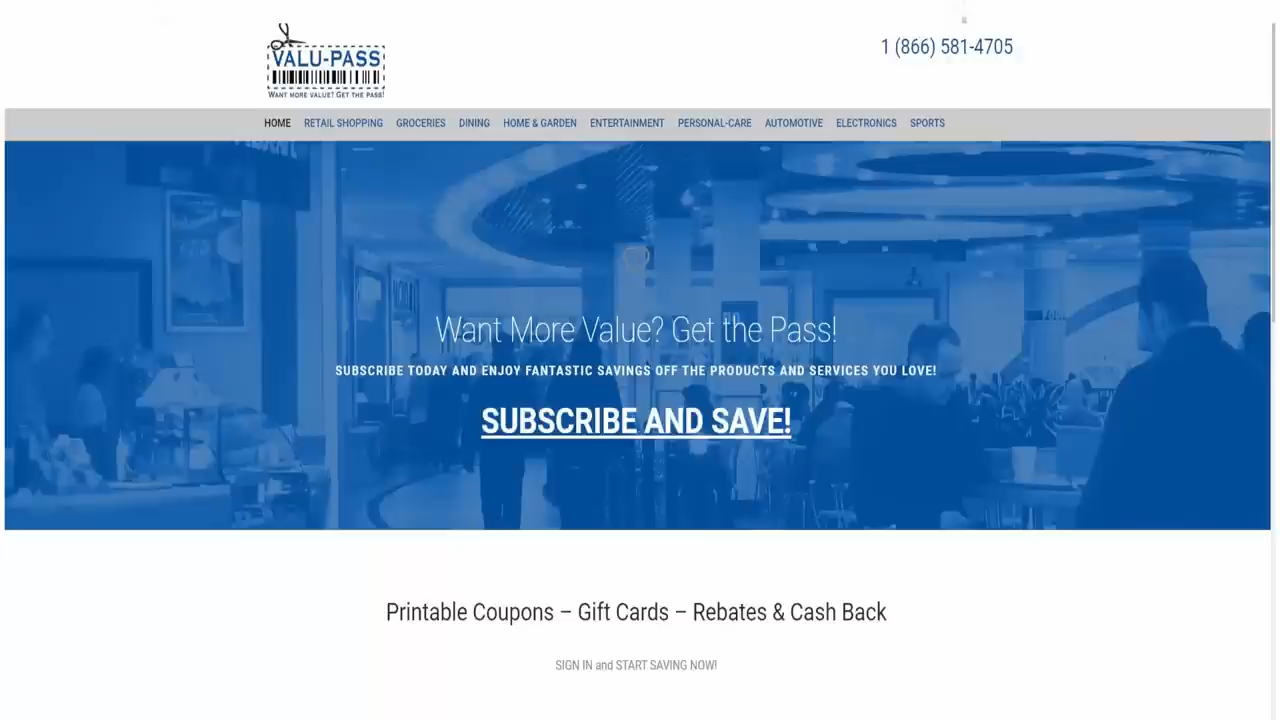 VALU-PASS
WANT MORE VALUE? GET THE PASS!
1 (866) 581-4705
HOME RETAIL SHOPPING GROCERIES DINING HOME & GARDEN ENTERTAINMENT PERSONAL-CARE AUTOMOTIVE ELECTRONICS SPORTS
Want More Value? Get the Pass!
SUBSCRIBE TODAY AND ENJOY FANTASTIC SAVINGS OFF THE PRODUCTS AND SERVICES YOU LOVE!
SUBSCRIBE AND SAVE!
Printable Coupons – Gift Cards – Rebates & Cash Back
SIGN IN and START SAVING NOW!